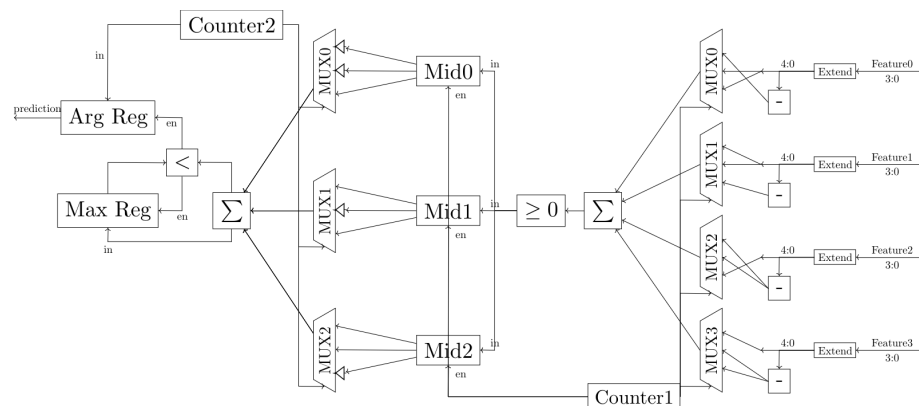 Counter2
in
prediction
Arg Reg
en
<
Max Reg
en
in
Σ
MUX0
MUX1
MUX2
Mid0
in
en
Mid1
in
en
Mid2
in
en
≥ 0
Σ
Counter1
MUX0
4:0
Extend
Feature0
3:0
-
MUX1
4:0
Extend
Feature1
3:0
-
MUX2
4:0
Extend
Feature2
3:0
-
MUX3
4:0
Extend
Feature3
3:0
-